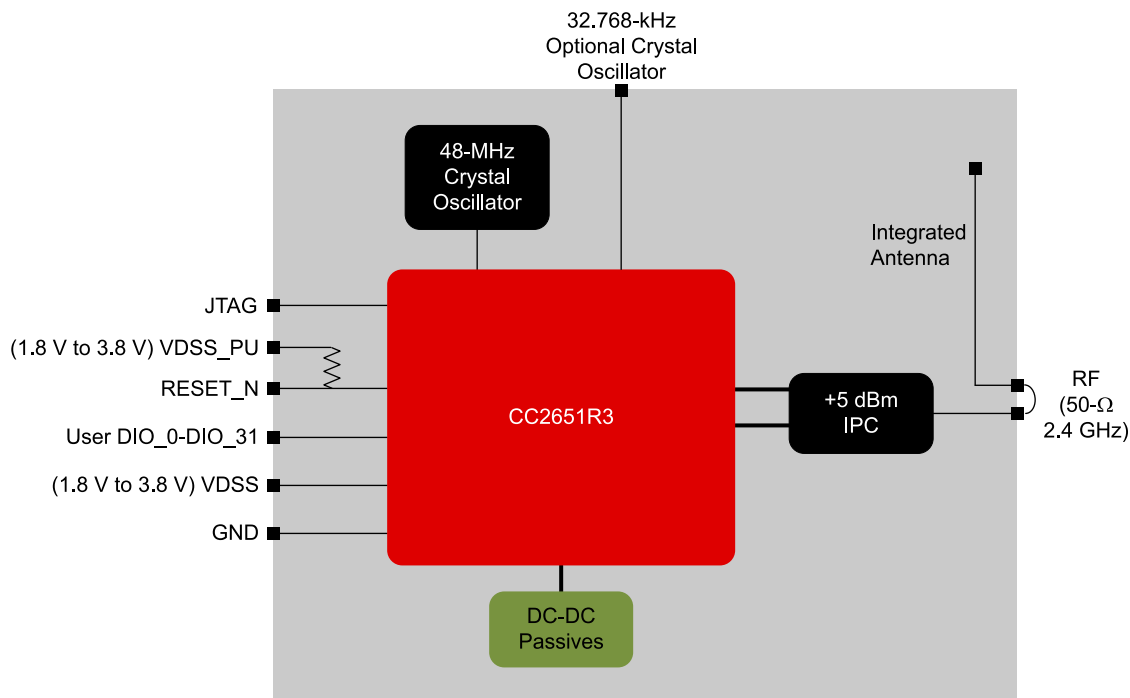 32.768-kHz
Optional Crystal
Oscillator
48-MHz
Crystal
Oscillator
Integrated
Antenna
JTAG
(1.8 V to 3.8 V) VDSS_PU
RESET_N
User DIO_0-DIO_31
(1.8 V to 3.8 V) VDSS
GND
CC2651R3
+5 dBm
IPC
RF
(50-Ω
2.4 GHz)
DC-DC
Passives